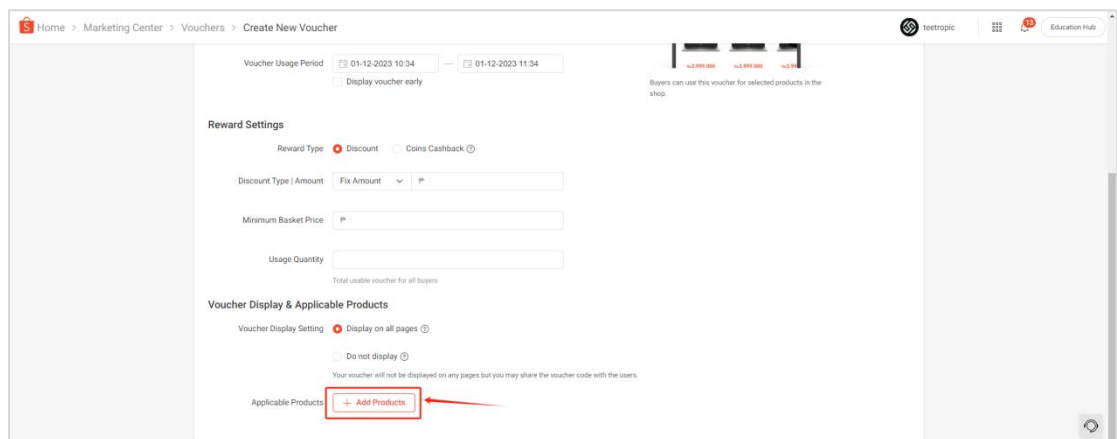 Home > Marketing Center > Vouchers > Create New Voucher
teetropic
13
Education Hub
Voucher Usage Period 01-12-2023 10:34 — 01-12-2023 11:34
Display voucher early
Buyers can use this voucher for selected products in the
shop.
Reward Settings
Reward Type Discount Coins Cashback
Discount Type | Amount Fix Amount ₱
Minimum Basket Price ₱
Usage Quantity
Total usable voucher for all buyers
Voucher Display & Applicable Products
Voucher Display Setting Display on all pages
Do not display
Your voucher will not be displayed on any pages but you may share the voucher code with the users.
Applicable Products + Add Products